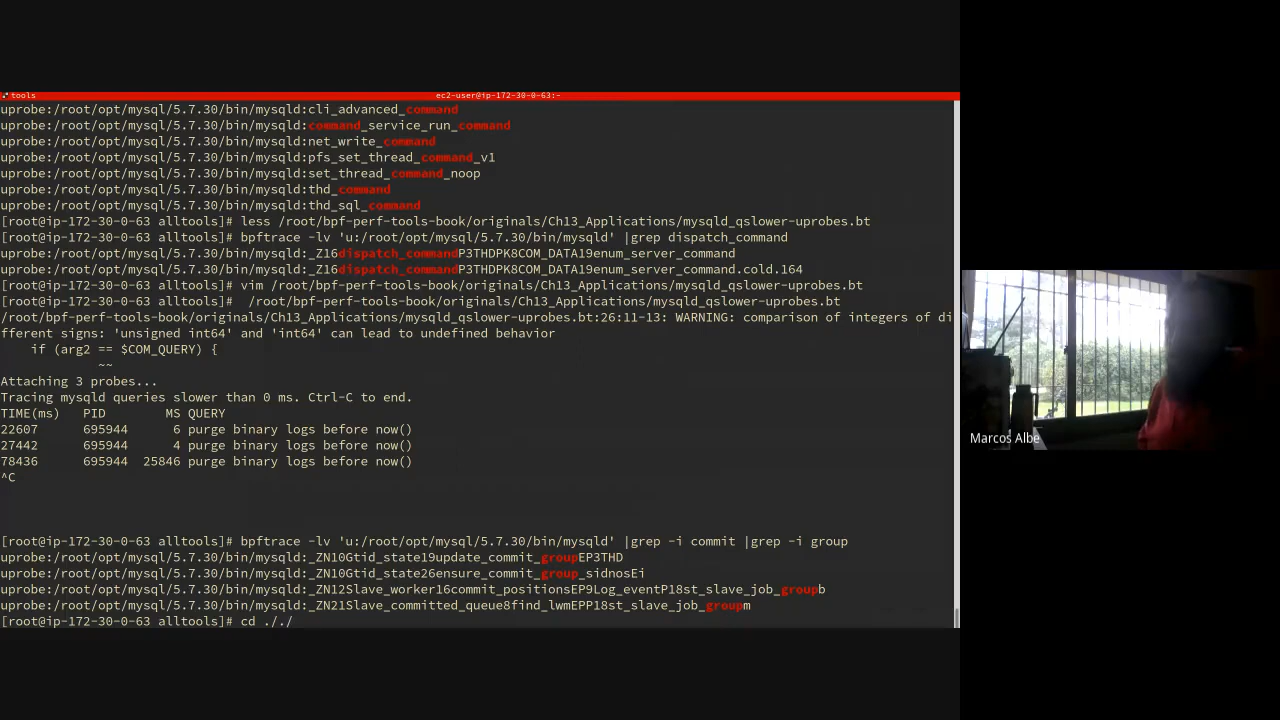 tools
ec2-user@ip-172-30-0-63:~
uprobe:/root/opt/mysql/5.7.30/bin/mysqld:cli_advanced_command
uprobe:/root/opt/mysql/5.7.30/bin/mysqld:command_service_run_command
uprobe:/root/opt/mysql/5.7.30/bin/mysqld:net_write_command
uprobe:/root/opt/mysql/5.7.30/bin/mysqld:pfs_set_thread_command_v1
uprobe:/root/opt/mysql/5.7.30/bin/mysqld:set_thread_command_noop
uprobe:/root/opt/mysql/5.7.30/bin/mysqld:thd_command
uprobe:/root/opt/mysql/5.7.30/bin/mysqld:thd_sql_command
[root@ip-172-30-0-63 alltools]# less /root/bpf-perf-tools-book/originals/Ch13_Applications/mysqld_qslower-uprobes.bt
[root@ip-172-30-0-63 alltools]# bpftrace -lv 'u:/root/opt/mysql/5.7.30/bin/mysqld' |grep dispatch_command
uprobe:/root/opt/mysql/5.7.30/bin/mysqld:_Z16dispatch_commandP3THDPK8COM_DATA19enum_server_command
uprobe:/root/opt/mysql/5.7.30/bin/mysqld:_Z16dispatch_commandP3THDPK8COM_DATA19enum_server_command.cold.164
[root@ip-172-30-0-63 alltools]# vim /root/bpf-perf-tools-book/originals/Ch13_Applications/mysqld_qslower-uprobes.bt
[root@ip-172-30-0-63 alltools]#  /root/bpf-perf-tools-book/originals/Ch13_Applications/mysqld_qslower-uprobes.bt
/root/bpf-perf-tools-book/originals/Ch13_Applications/mysqld_qslower-uprobes.bt:26:11-13: WARNING: comparison of integers of di
fferent signs: 'unsigned int64' and 'int64' can lead to undefined behavior
    if (arg2 == $COM_QUERY) {
             ~~
Attaching 3 probes...
Tracing mysqld queries slower than 0 ms. Ctrl-C to end.
TIME(ms)   PID        MS QUERY
22607      695944      6 purge binary logs before now()
27442      695944      4 purge binary logs before now()
78436      695944  25846 purge binary logs before now()
^C
[root@ip-172-30-0-63 alltools]# bpftrace -lv 'u:/root/opt/mysql/5.7.30/bin/mysqld' |grep -i commit |grep -i group
uprobe:/root/opt/mysql/5.7.30/bin/mysqld:_ZN10Gtid_state19update_commit_groupEP3THD
uprobe:/root/opt/mysql/5.7.30/bin/mysqld:_ZN10Gtid_state26ensure_commit_group_sidnosEi
uprobe:/root/opt/mysql/5.7.30/bin/mysqld:_ZN12Slave_worker16commit_positionsEP9Log_eventP18st_slave_job_groupb
uprobe:/root/opt/mysql/5.7.30/bin/mysqld:_ZN21Slave_committed_queue8find_lwmEPP18st_slave_job_groupm
[root@ip-172-30-0-63 alltools]# cd ././
Marcos Albe